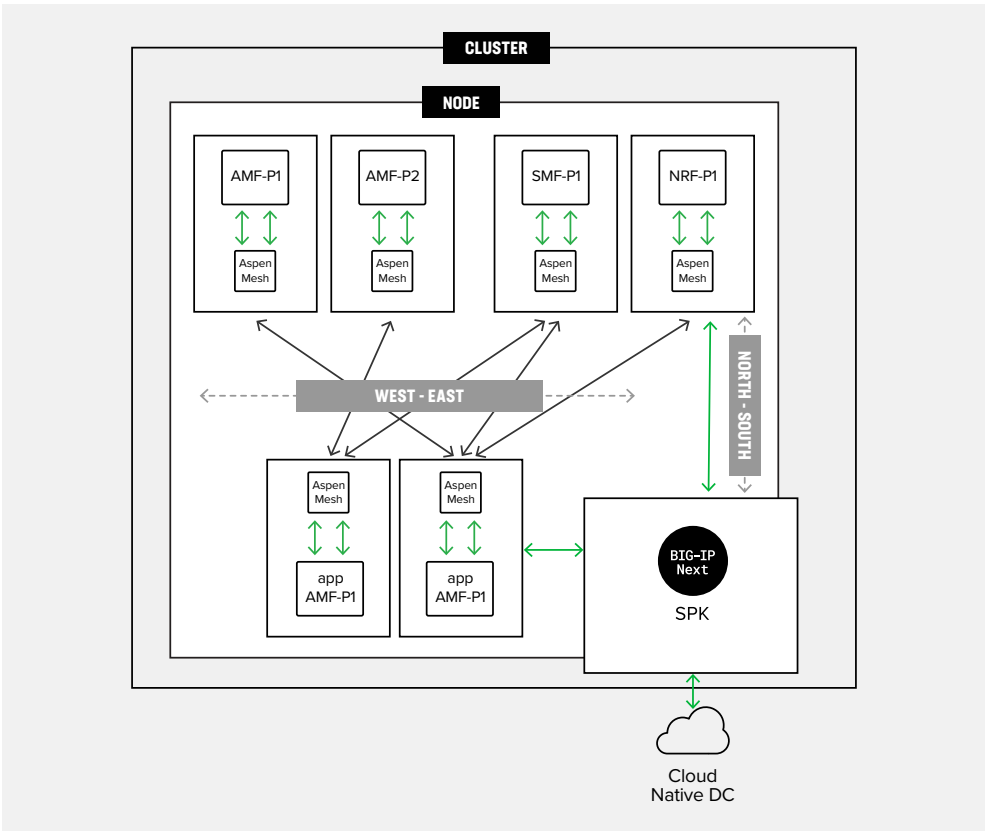 CLUSTER
NODE
AMF-P1
AMF-P2
SMF-P1
NRF-P1
Aspen
Mesh
Aspen
Mesh
Aspen
Mesh
Aspen
Mesh
WEST - EAST
NORTH - SOUTH
Aspen
Mesh
Aspen
Mesh
app
AMF-P1
app
AMF-P1
BIG-IP
Next
SPK
Cloud
Native DC